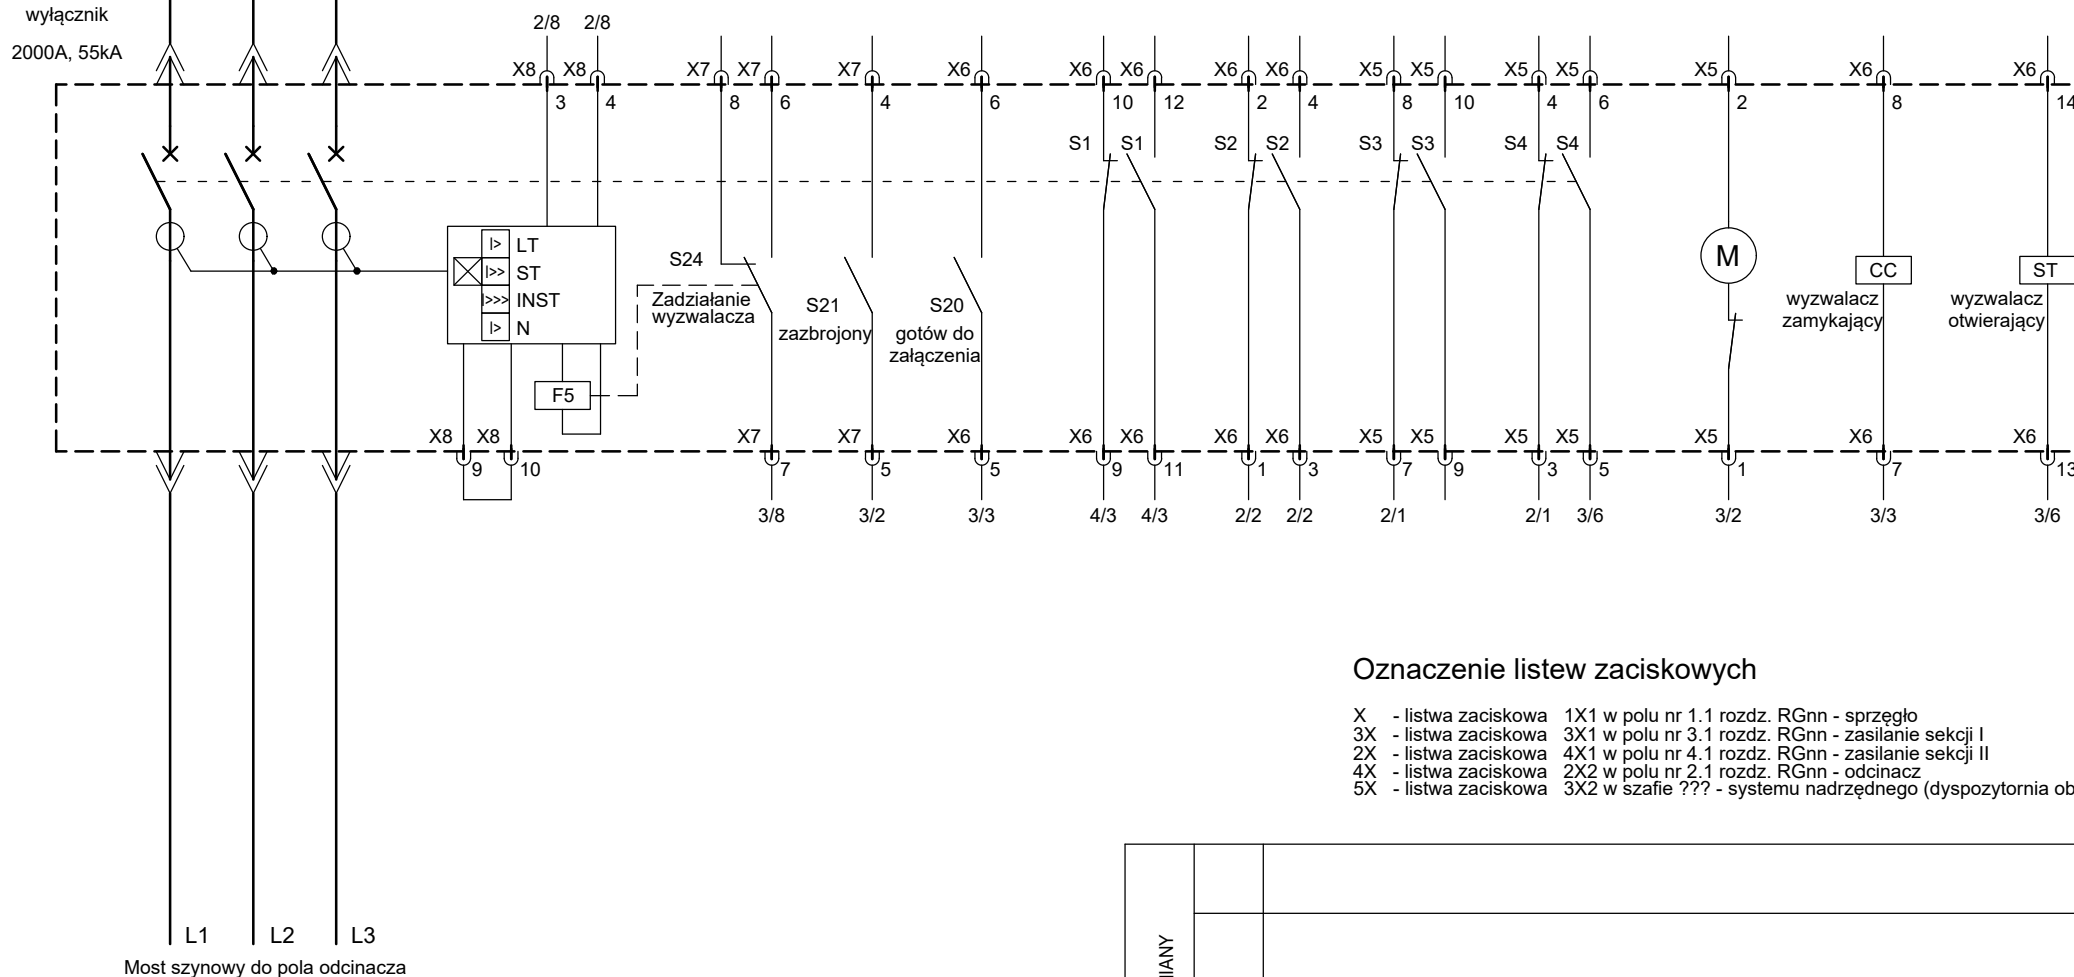 wyłącznik
2000A, 55kA
2/8 2/8
X8 X8 X7 X7 X7 X6 X6 X6 X6 X6 X5 X5 X5 X5 X5 X6 X6
3 4 8 6 4 6 10 12 2 4 8 10 4 6 2 8 14
S1 S1 S2 S2 S3 S3 S4 S4
I> LT
I>> ST
I>>> INST
I> N
S24
Zadziałanie
wyzwalacza
S21
zazbrojony
S20
gotów do
załączenia
M
CC
wyzwalacz
zamykający
ST
wyzwalacz
otwierający
F5
X8 X8 X7 X7 X6 X6 X6 X6 X6 X5 X5 X5 X5 X5 X6 X6
9 10 7 5 5 9 11 1 3 7 9 3 5 1 7 13
3/8 3/2 3/3 4/3 4/3 2/2 2/2 2/1 2/1 3/6 3/2 3/3 3/6
Oznaczenie listew zaciskowych
X - listwa zaciskowa 1X1 w polu nr 1.1 rozdz. RGnn - sprzęgło
3X - listwa zaciskowa 3X1 w polu nr 3.1 rozdz. RGnn - zasilanie sekcji I
2X - listwa zaciskowa 4X1 w polu nr 4.1 rozdz. RGnn - zasilanie sekcji II
4X - listwa zaciskowa 2X2 w polu nr 2.1 rozdz. RGnn - odcinacz
5X - listwa zaciskowa 3X2 w szafie ??? - systemu nadrzędnego (dyspozytornia ob
L1 L2 L3
Most szynowy do pola odcinacza